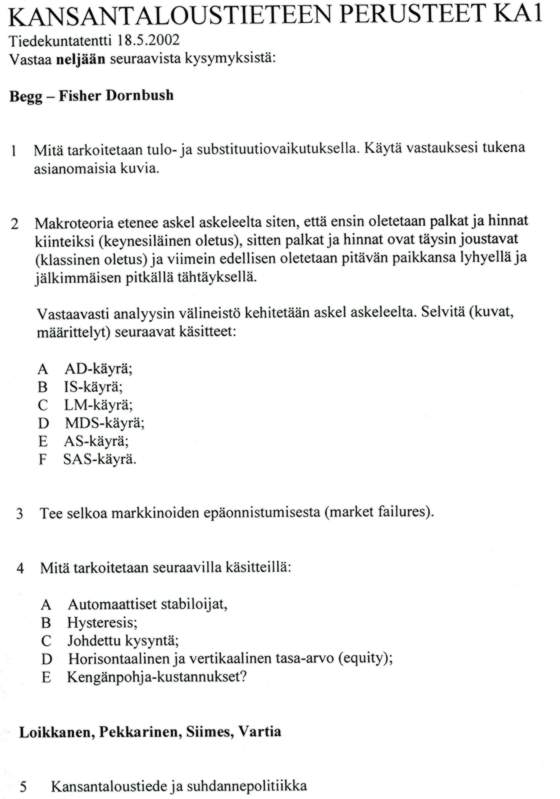 KANSANTALOUSTIETEEN PERUSTEET KA1
Tiedekuntatentti 18.5.2002
Vastaa neljään seuraavista kysymyksistä:
Begg – Fisher Dornbush
1 Mitä tarkoitetaan tulo- ja substituutiovaikutuksella. Käytä vastauksesi tukena
asianomaisia kuvia.
2 Makroteoria etenee askel askeleelta siten, että ensin oletetaan palkat ja hinnat
kiinteiksi (keynesiläinen oletus), sitten palkat ja hinnat ovat täysin joustavat
(klassinen oletus) ja viimein edellisen oletetaan pitävän paikkansa lyhyellä ja
jälkimmäisen pitkällä tähtäyksellä.
Vastaavasti analyysin välineistö kehitetään askel askeleelta. Selvitä (kuvat,
määrittelyt) seuraavat käsitteet:
A AD-käyrä;
B IS-käyrä;
C LM-käyrä;
D MDS-käyrä;
E AS-käyrä;
F SAS-käyrä.
3 Tee selkoa markkinoiden epäonnistumisesta (market failures).
4 Mitä tarkoitetaan seuraavilla käsitteillä:
A Automaattiset stabiloijat,
B Hysteresis;
C Johdettu kysyntä;
D Horisontaalinen ja vertikaalinen tasa-arvo (equity);
E Kengänpohja-kustannukset?
Loikkanen, Pekkarinen, Siimes, Vartia
5 Kansantaloustiede ja suhdannepolitiikka